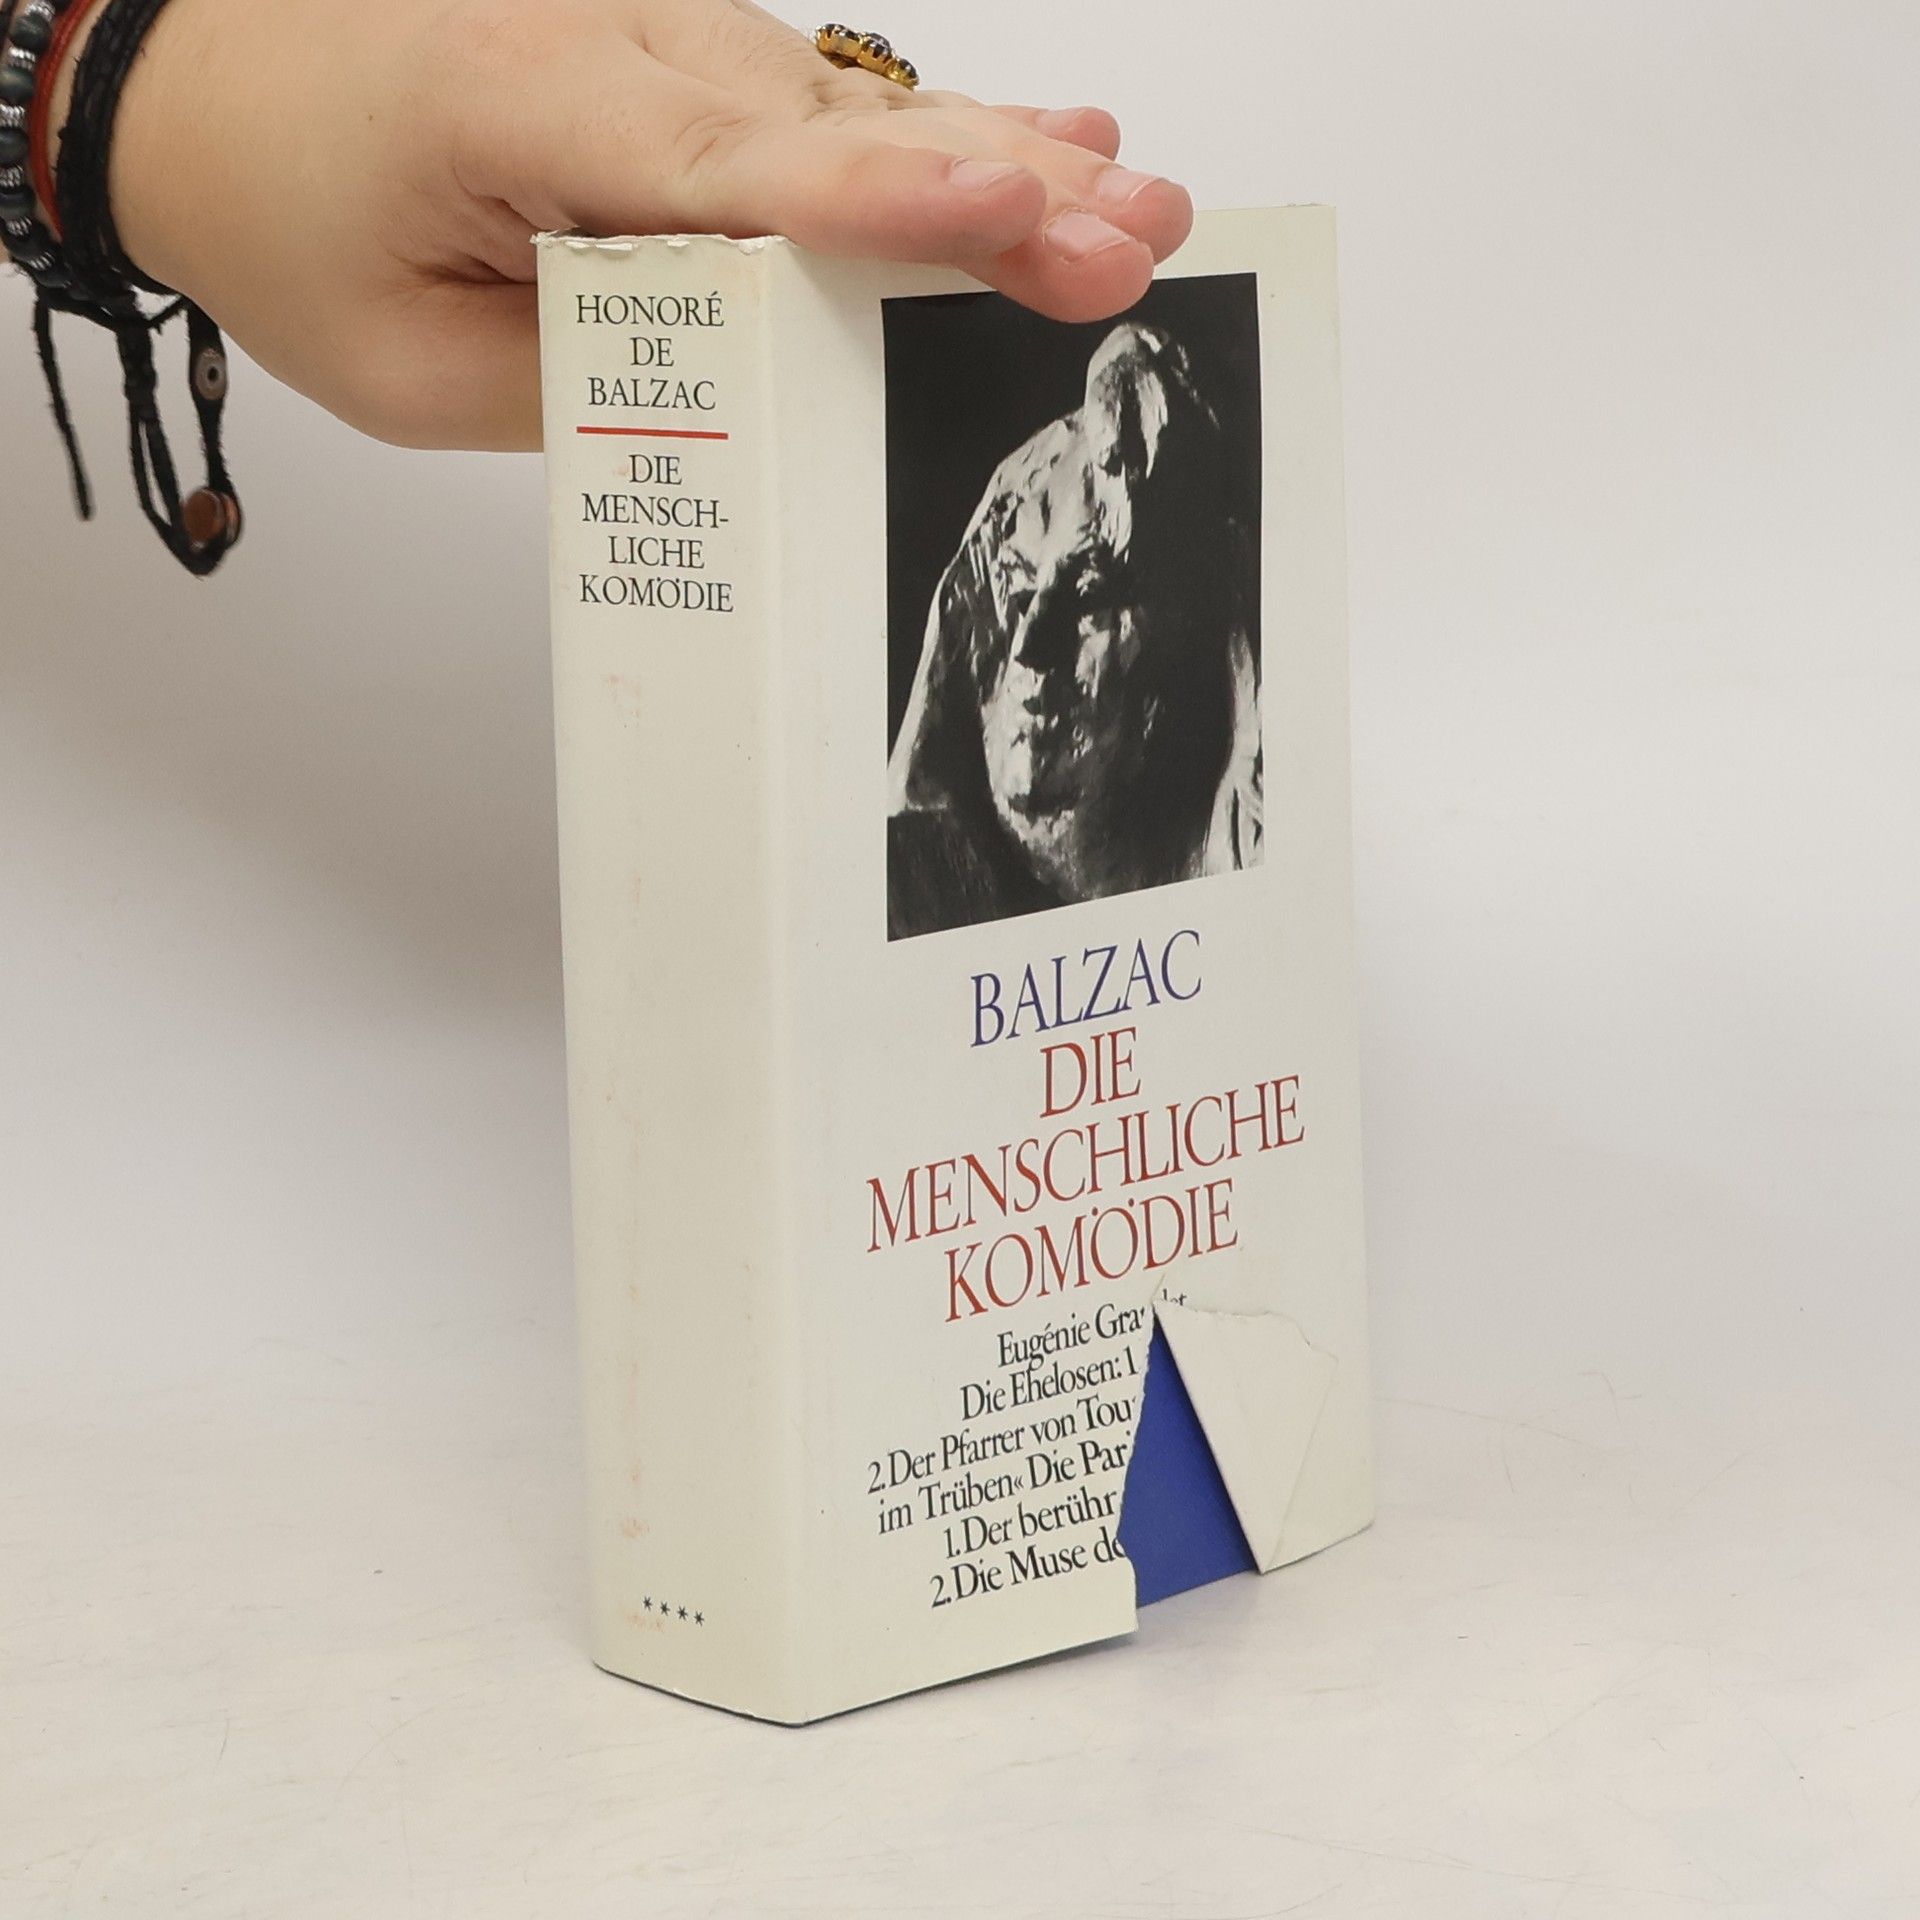 HONORÉ
DE
BALZAC
DIE
MENSCH-
LICHE
KOMÖDIE
****
BALZAC
DIE
MENSCHLICHE
KOMÖDIE
Eugénie
Die Ehelosen: 1
2. Der Pfarrer von
im Trüben« Die
1. Der
2. Die Muse